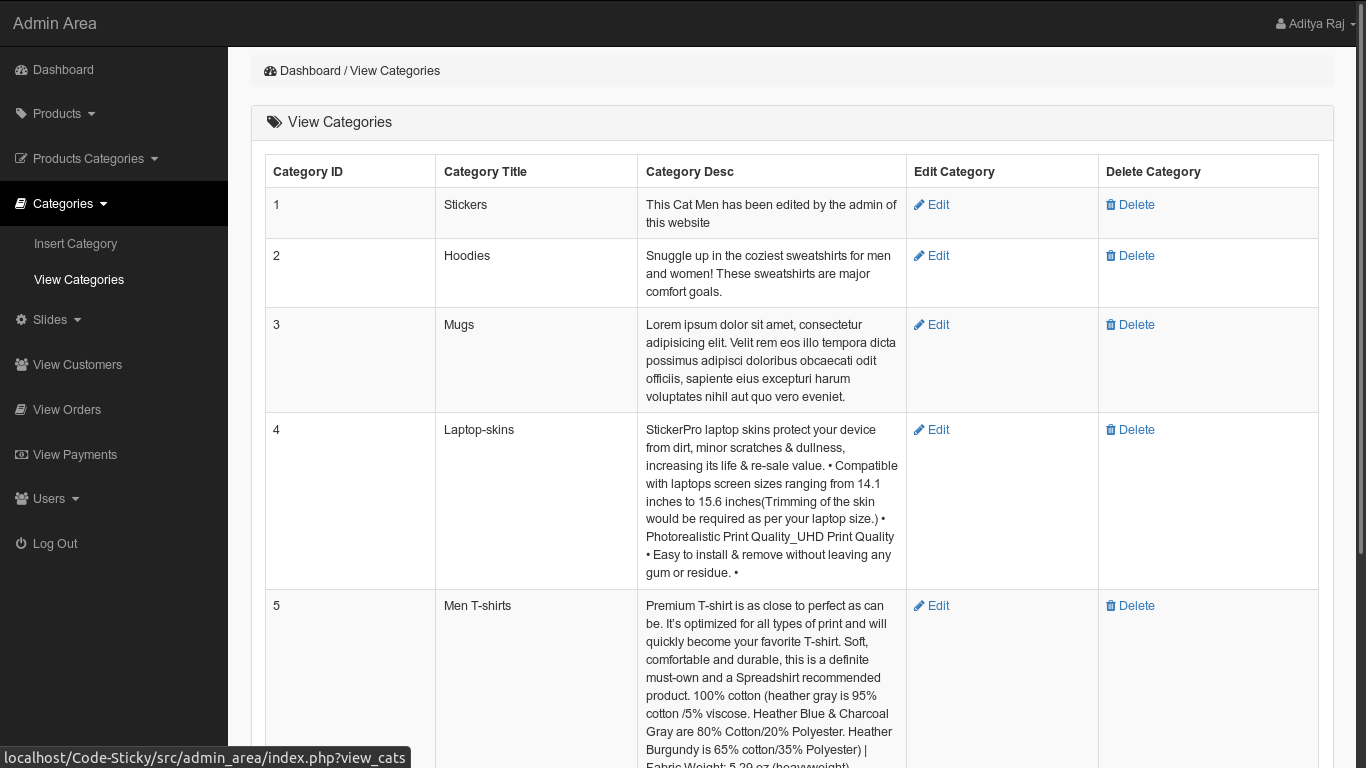 Admin Area
Aditya Raj
Dashboard
Products
Products Categories
Categories
Insert Category
View Categories
Slides
View Customers
View Orders
View Payments
Users
Log Out
Dashboard / View Categories
View Categories
Category ID Category Title Category Desc Edit Category Delete Category
1 Stickers This Cat Men has been edited by the admin of Edit Delete
this website
2 Hoodies Snuggle up in the coziest sweatshirts for men Edit Delete
and women! These sweatshirts are major
comfort goals.
3 Mugs Lorem ipsum dolor sit amet, consectetur Edit Delete
adipisicing elit. Velit rem eos illo tempora dicta
possimus adipisci doloribus obcaecati odit
officiis, sapiente eius excepturi harum
voluptates nihil aut quo vero eveniet.
4 Laptop-skins StickerPro laptop skins protect your device Edit Delete
from dirt, minor scratches & dullness,
increasing its life & re-sale value. • Compatible
with laptops screen sizes ranging from 14.1
inches to 15.6 inches(Trimming of the skin
would be required as per your laptop size.) •
Photorealistic Print Quality_UHD Print Quality
• Easy to install & remove without leaving any
gum or residue. •
5 Men T-shirts Premium T-shirt is as close to perfect as can Edit Delete
be. It's optimized for all types of print and will
quickly become your favorite T-shirt. Soft,
comfortable and durable, this is a definite
must-own and a Spreadshirt recommended
product. 100% cotton (heather gray is 95%
cotton /5% viscose. Heather Blue & Charcoal
Gray are 80% Cotton/20% Polyester. Heather
Burgundy is 65% cotton/35% Polyester) |
Fabric Weight: 5.29 oz (heavyweight)
localhost/Code-Sticky/src/admin_area/index.php?view_cats